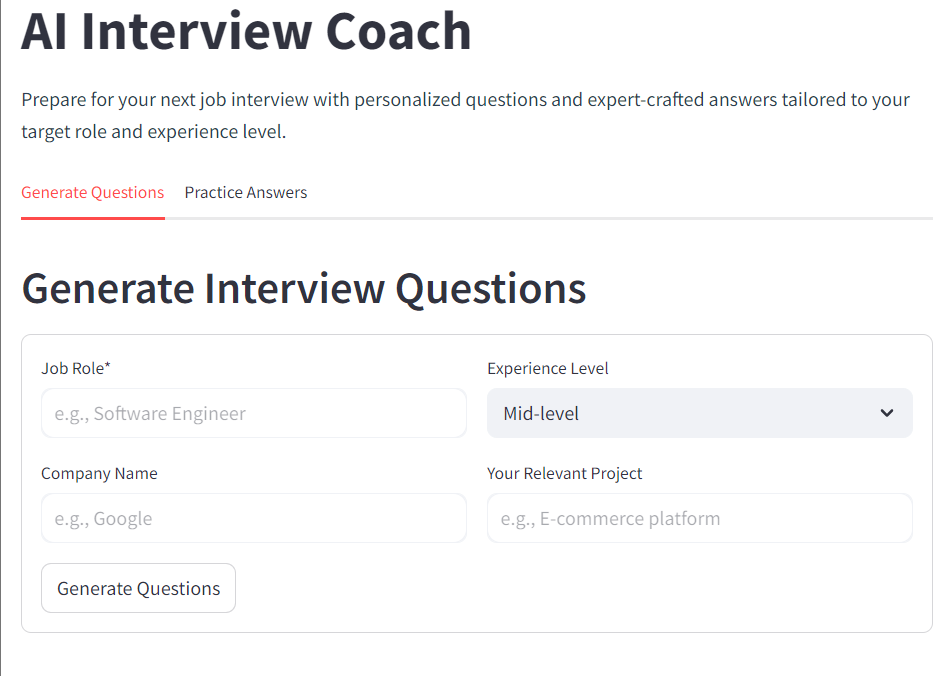 AI Interview Coach
Prepare for your next job interview with personalized questions and expert-crafted answers tailored to your
target role and experience level.
Generate Questions Practice Answers
Generate Interview Questions
Job Role* Experience Level
e.g., Software Engineer Mid-level
Company Name Your Relevant Project
e.g., Google e.g., E-commerce platform
Generate Questions